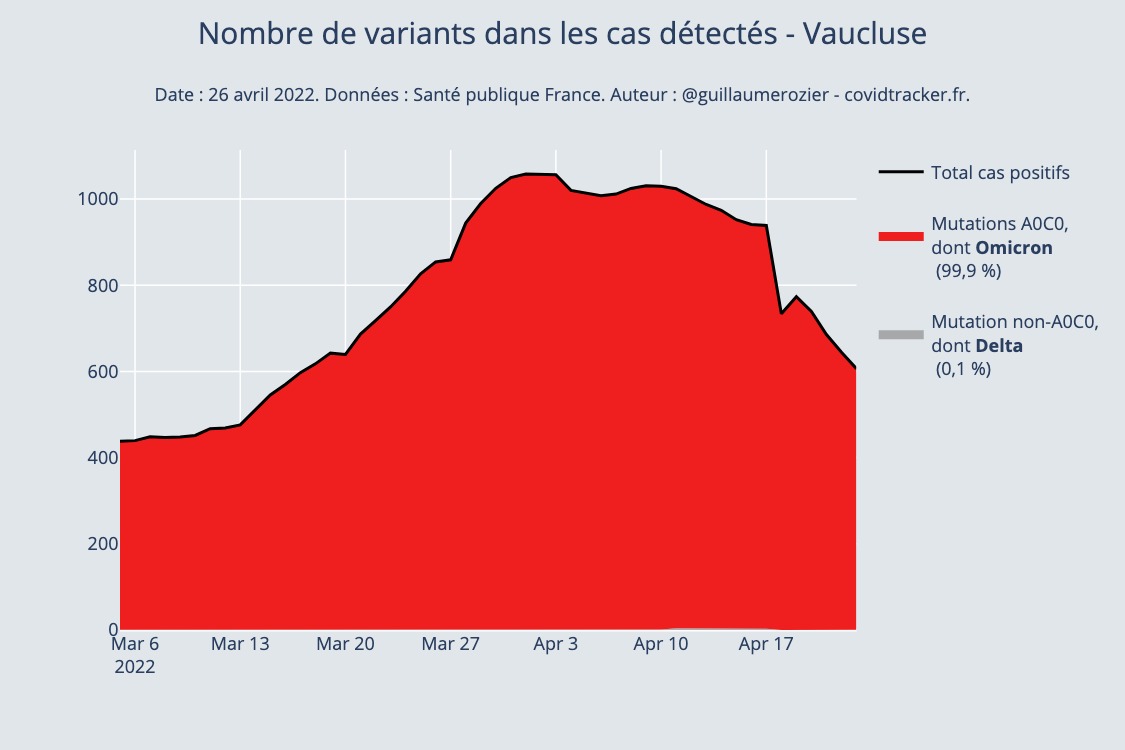 Nombre de variants dans les cas détectés - Vaucluse
Date : 26 avril 2022. Données : Santé publique France. Auteur : @guillaumerozier - covidtracker.fr.
1000
800
600
400
200
0
Mar 6
2022
Mar 13
Mar 20
Mar 27
Apr 3
Apr 10
Apr 17
Total cas positifs
Mutations A0C0,
dont Omicron
(99,9 %)
Mutation non-A0C0,
dont Delta
(0,1 %)